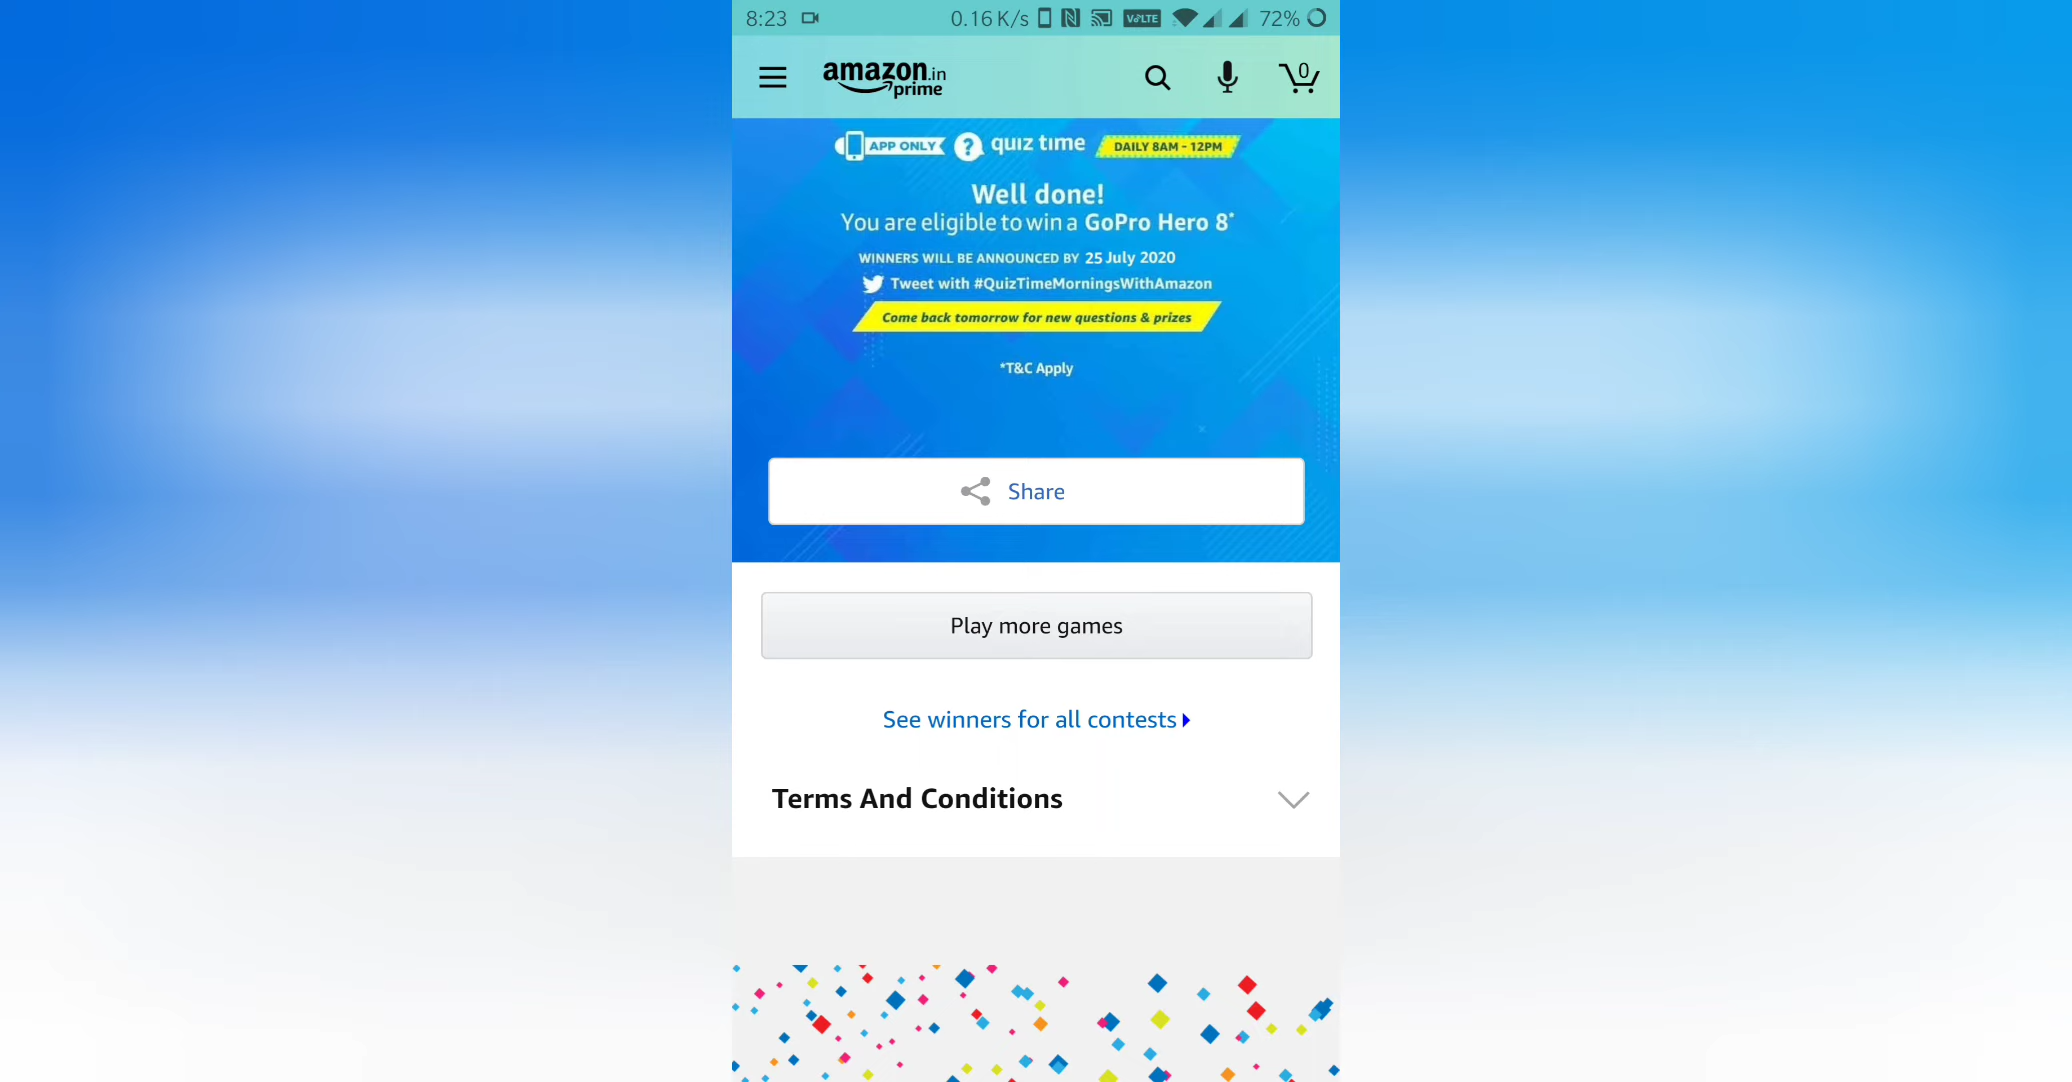 8:23 0.16 K/s VoLTE 72%
amazon.in
prime
0
APP ONLY ? quiz time DAILY 8AM - 12PM
Well done!
You are eligible to win a GoPro Hero 8*
WINNERS WILL BE ANNOUNCED BY 25 July 2020
Tweet with #QuizTimeMorningsWithAmazon
Come back tomorrow for new questions & prizes
*T&C Apply
Share
Play more games
See winners for all contests
Terms And Conditions